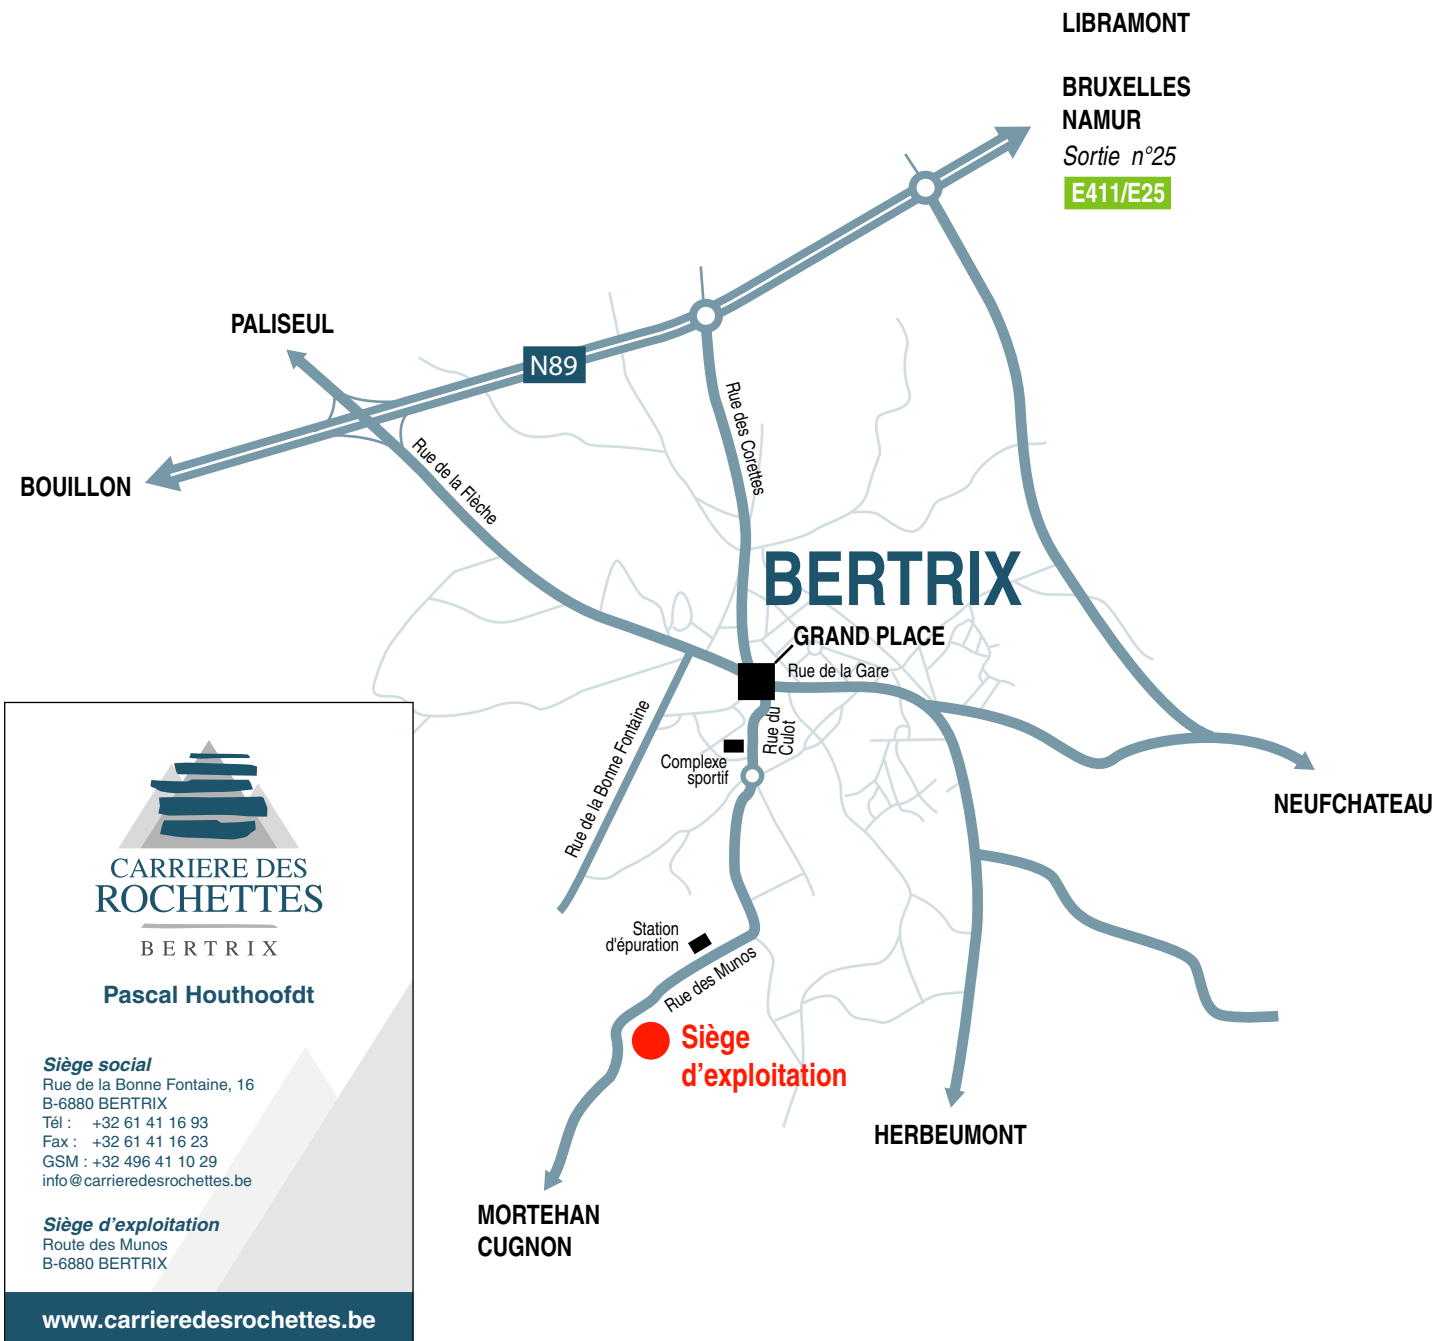 LIBRAMONT
BRUXELLES
NAMUR
Sortie n°25
E411/E25
PALISEUL
N89
BOUILLON
Rue de la Flèche
Rue des Corettes
BERTRIX
GRAND PLACE
Rue de la Gare
Rue du
Culot
Rue de la Bonne Fontaine
Complexe
sportif
NEUFCHATEAU
Station
d'épuration
Rue des Munos
Siège
d'exploitation
HERBEUMONT
MORTEHAN
CUGNON
CARRIERE DES
ROCHETTES
BERTRIX
Pascal Houthoofdt
Siège social
Rue de la Bonne Fontaine, 16
B-6880 BERTRIX
Tél : +32 61 41 16 93
Fax : +32 61 41 16 23
GSM : +32 496 41 10 29
info@carrieredesrochettes.be
Siège d'exploitation
Route des Munos
B-6880 BERTRIX
www.carrieredesrochettes.be